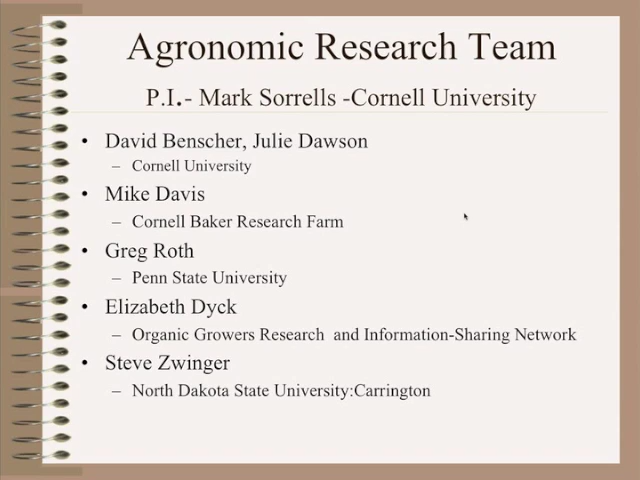 Agronomic Research Team
P.I.- Mark Sorrells -Cornell University
• David Benscher, Julie Dawson
– Cornell University
• Mike Davis
– Cornell Baker Research Farm
• Greg Roth
– Penn State University
• Elizabeth Dyck
– Organic Growers Research and Information-Sharing Network
• Steve Zwinger
– North Dakota State University:Carrington